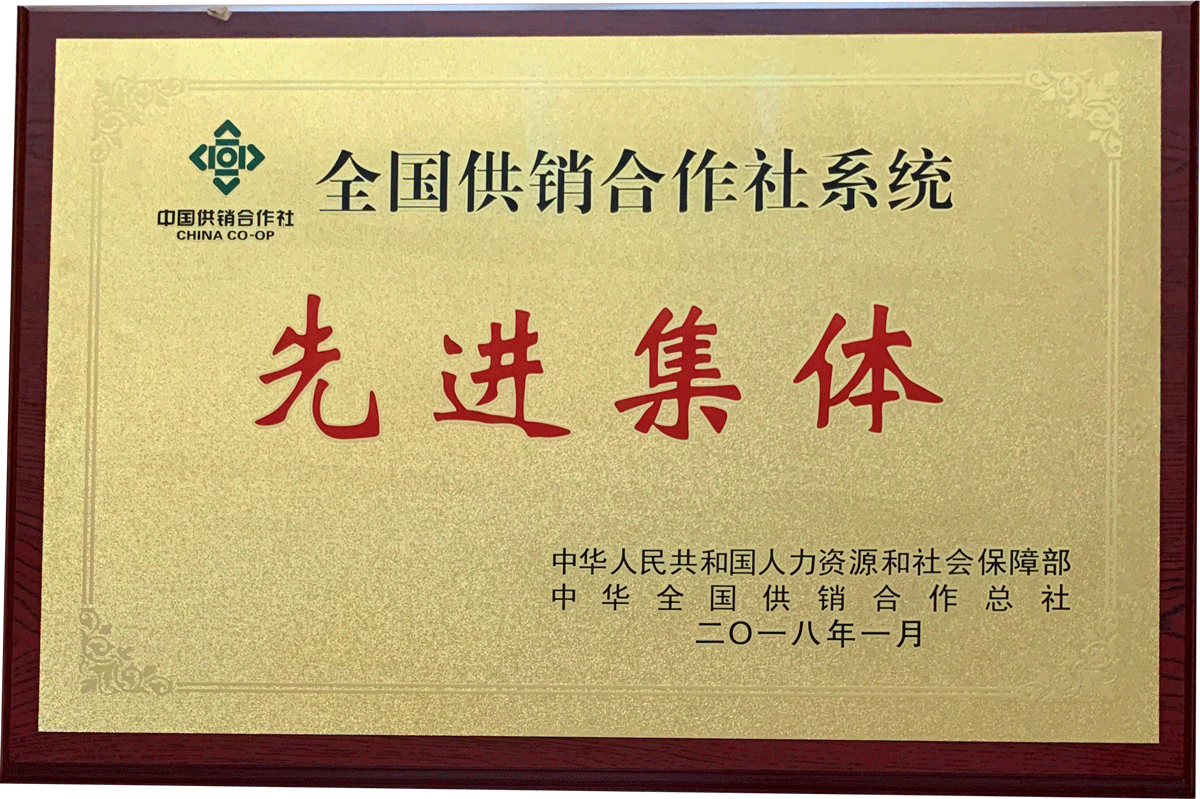 中国供销合作社
CHINA CO-OP
全国供销合作社系统
先进集体
中华人民共和国人力资源和社会保障部
中华全国供销合作总社
二〇一八年一月